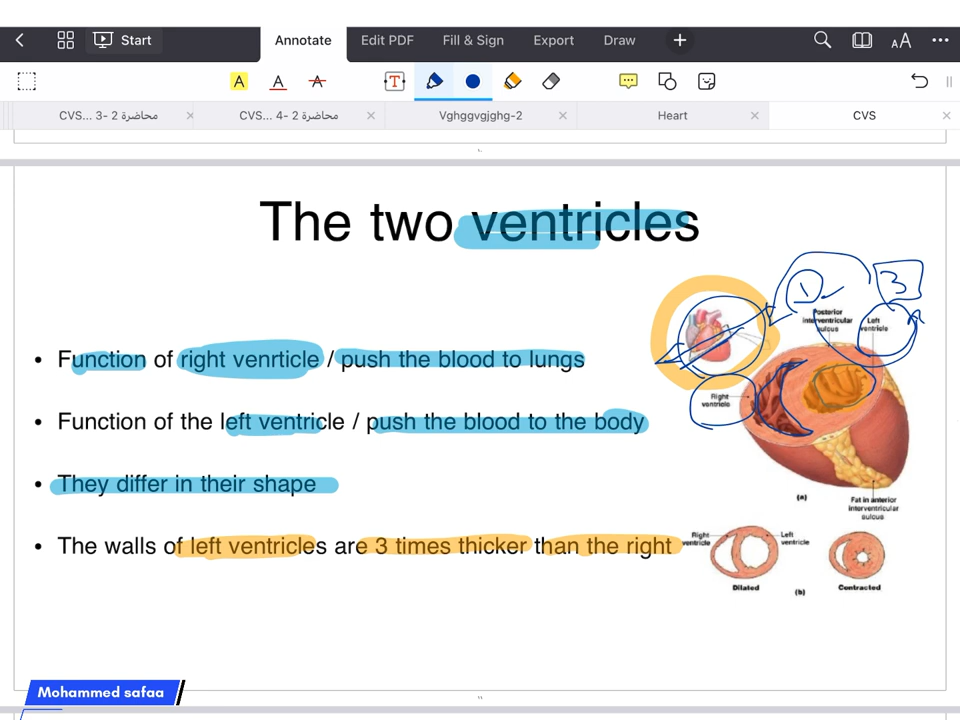 Start
Annotate
Edit PDF
Fill & Sign
Export
Draw
+
AA
A A A T
CVS... 3- محاضرة 2
CVS... 4- محاضرة 2
Vghggvgjghg-2
Heart
CVS
The two ventricles
1
3
Posterior
interventricular
sulcus
Left
ventricle
• Function of right venrticle / push the blood to lungs
Right
ventricle
• Function of the left ventricle / push the blood to the body
• They differ in their shape
(a)
Fat in anterior
interventricular
sulcus
• The walls of left ventricles are 3 times thicker than the right
Right
ventricle
Left
ventricle
Dilated
(b)
Contracted
Mohammed safaa